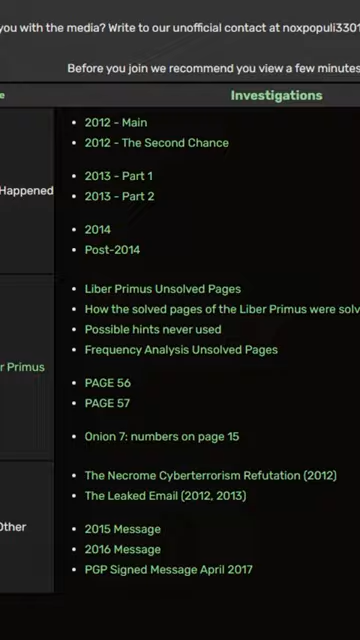 you with the media? Write to our unofficial contact at noxpopuli3301
Before you join we recommend you view a few minutes
e Investigations
Happened
2012 - Main
2012 - The Second Chance
2013 - Part 1
2013 - Part 2
2014
Post-2014
r Primus
Liber Primus Unsolved Pages
How the solved pages of the Liber Primus were solv
Possible hints never used
Frequency Analysis Unsolved Pages
PAGE 56
PAGE 57
Onion 7: numbers on page 15
Other
The Necrome Cyberterrorism Refutation (2012)
The Leaked Email (2012, 2013)
2015 Message
2016 Message
PGP Signed Message April 2017